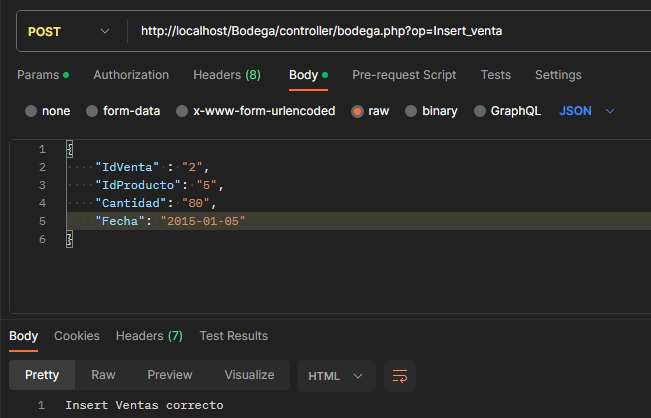 POST http://localhost/Bodega/controller/bodega.php?op=Insert_venta
Params Authorization Headers (8) Body Pre-request Script Tests Settings
none form-data x-www-form-urlencoded raw binary GraphQL JSON
1 {
2 "IdVenta" : "2",
3 "IdProducto": "5",
4 "Cantidad": "80",
5 "Fecha": "2015-01-05"
6 }
Body Cookies Headers (7) Test Results
Pretty Raw Preview Visualize HTML
1 Insert Ventas correcto